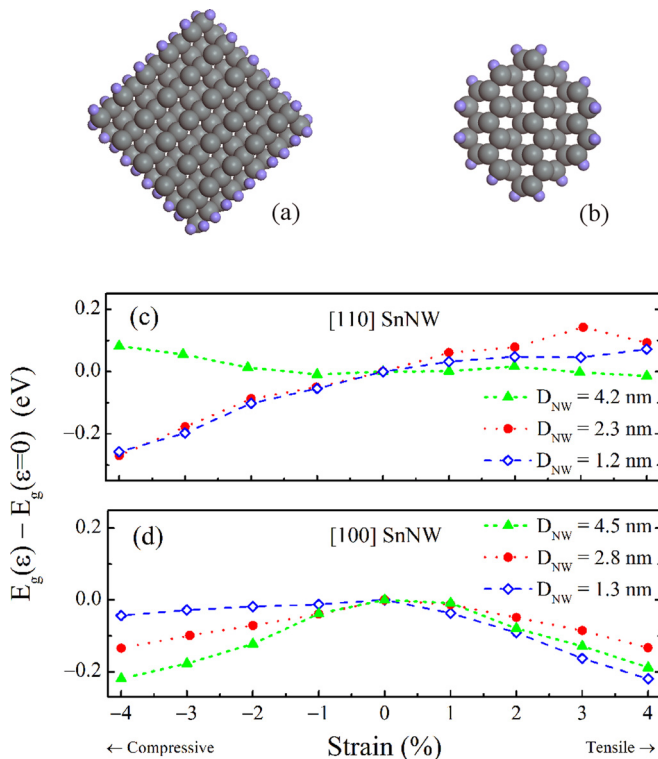 (a)
(b)
E_g(ε) − E_g(ε=0) (eV)
(c)
[110] SnNW
0.2
0.0
−0.2
D_NW = 4.2 nm
D_NW = 2.3 nm
D_NW = 1.2 nm
(d)
[100] SnNW
0.2
0.0
−0.2
D_NW = 4.5 nm
D_NW = 2.8 nm
D_NW = 1.3 nm
−4 −3 −2 −1 0 1 2 3 4
← Compressive Strain (%) Tensile →